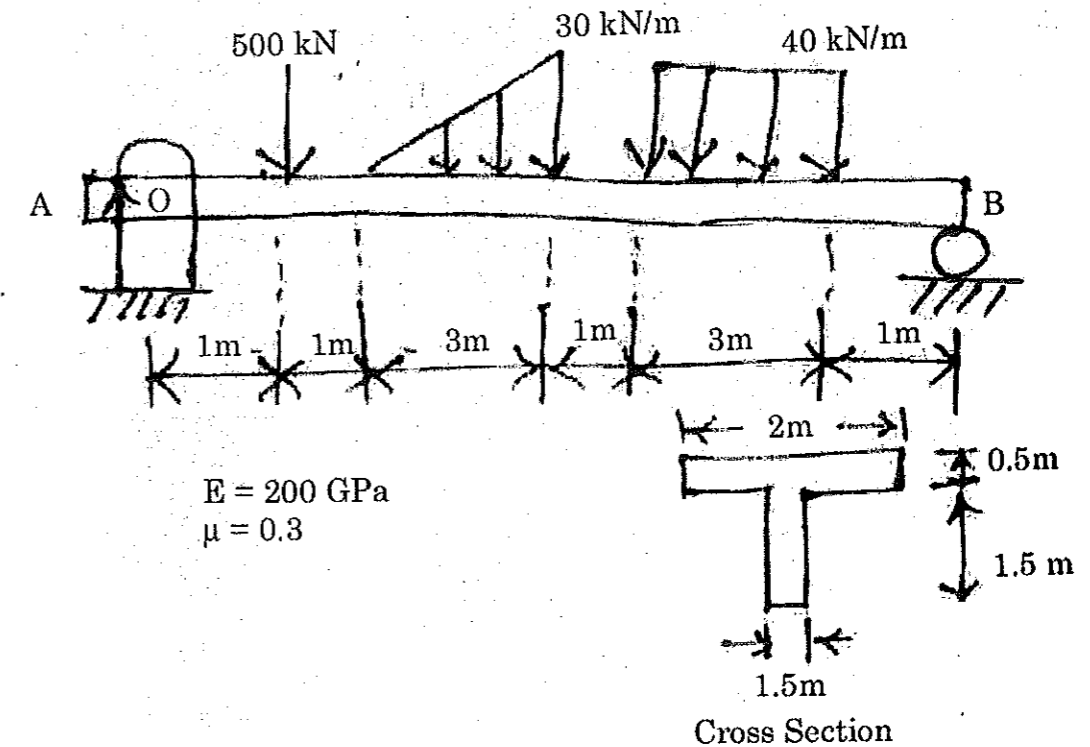 500 kN
30 kN/m
40 kN/m
A
O
B
1m
1m
3m
1m
3m
1m
2m
0.5m
E = 200 GPa
μ = 0.3
1.5 m
1.5m
Cross Section